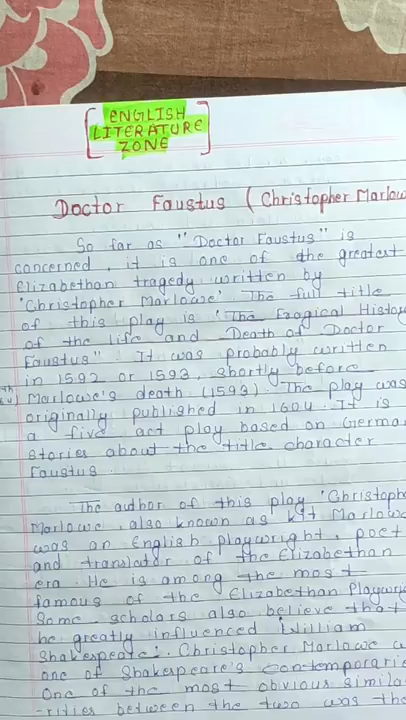 [ENGLISH
LITERATURE
ZONE]
Doctor Faustus (Christopher Marlow
So far as "Doctor Faustus" is
concerned, it is one of the greatest
Elizabethan tragedy written by
'Christopher Marlowe'. The full title
of this play is "The Tragical History
of the life and Death of Doctor
Faustus". It was probably written
in 1592 or 1593, shortly before
Marlowe's death (1593). The play was
originally published in 1604. It is
a five act play based on Germa
stories about the title character
Faustus.
The author of this play 'Christoph
Marlowe, also known as Kit Marlowe
was an English playwright, poet
and translator of the Elizabethan
era. He is among the most
famous of the Elizabethan Playwri
Some scholars also believe that
he greatly influenced William
Shakespeare. Christopher Marlowe w
one of Shakespeare's contemporarie
One of the most obvious simila
-rities between the two was the